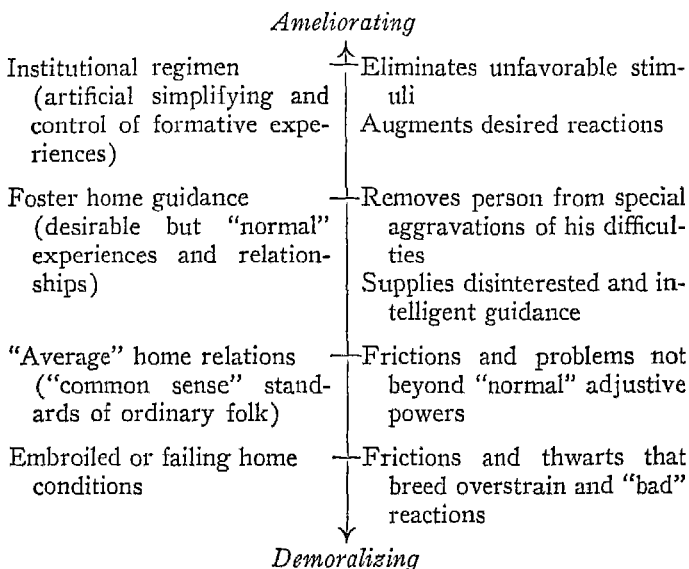 Ameliorating
Institutional regimen
(artificial simplifying and
control of formative expe-
riences)
Eliminates unfavorable stim-
uli
Augments desired reactions
Foster home guidance
(desirable but “normal”
experiences and relation-
ships)
Removes person from special
aggravations of his difficul-
ties
Supplies disinterested and in-
telligent guidance
“Average” home relations
(“common sense” stand-
ards of ordinary folk)
Frictions and problems not
beyond “normal” adjustive
powers
Embroiled or failing home
conditions
Frictions and thwarts that
breed overstrain and “bad”
reactions
Demoralizing